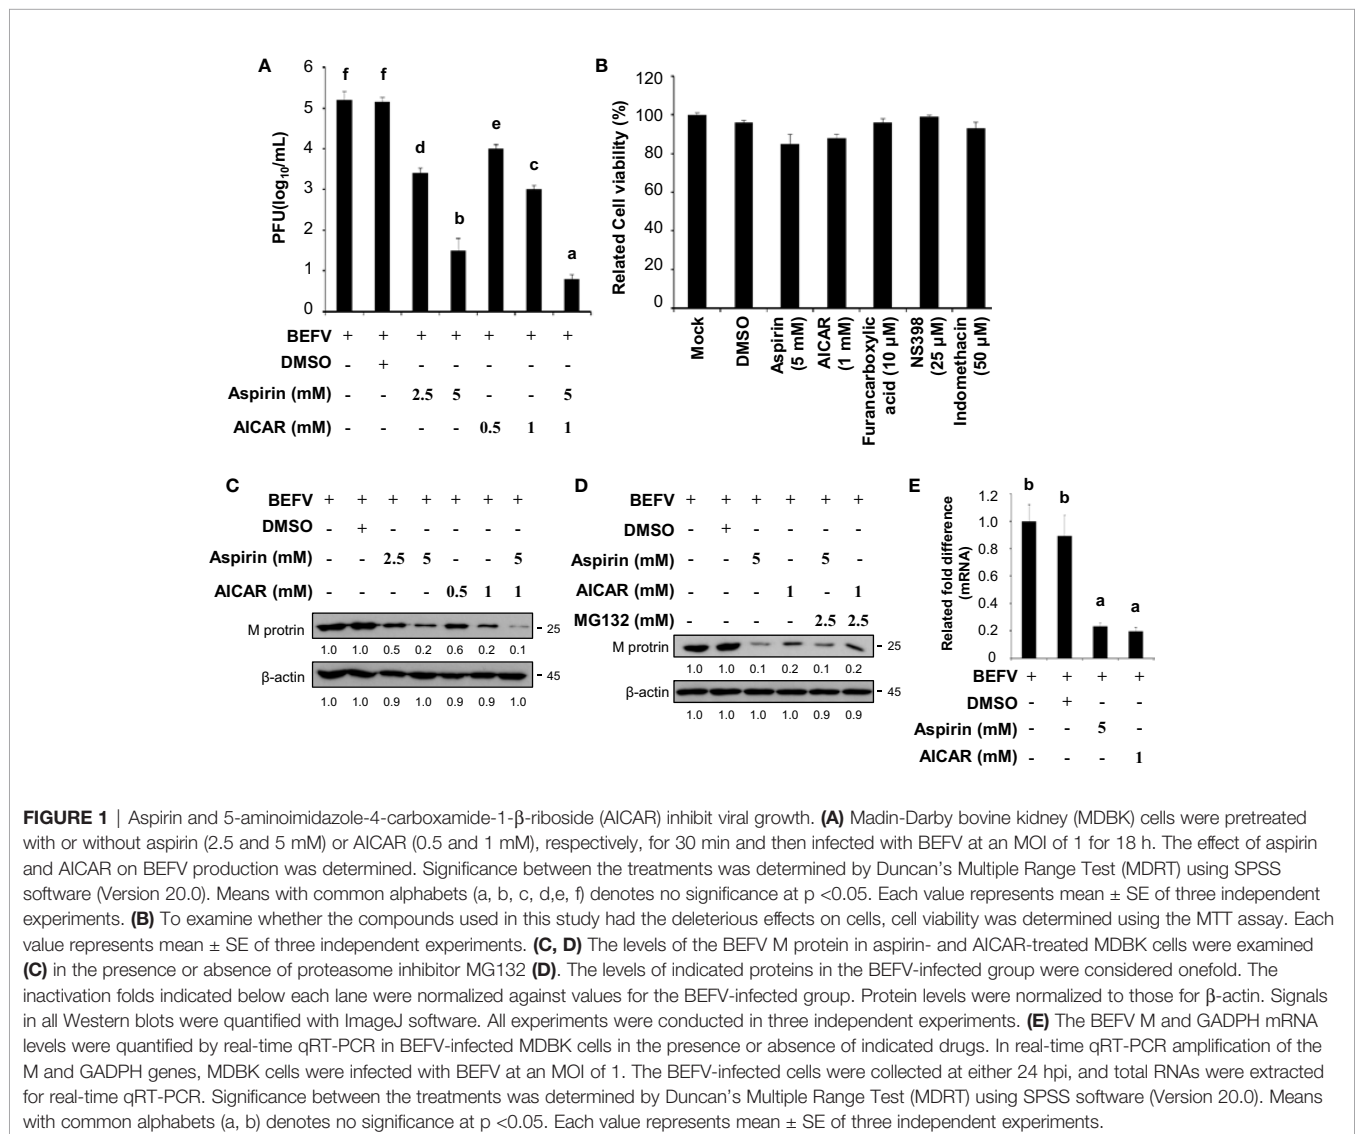 A
6
5
4
3
2
1
0
PFU(log10/mL)
f f d b e c a
BEFV + + + + + + +
DMSO - + - - - - -
Aspirin (mM) - - 2.5 5 - - 5
AICAR (mM) - - - - 0.5 1 1
B
120
100
80
60
40
20
0
Related Cell viability (%)
Mock
DMSO
Aspirin
(5 mM)
AICAR
(1 mM)
Furancarboxylic
acid (10 µM)
NS398
(25 µM)
Indomethacin
(50 µM)
C
BEFV + + + + + + +
DMSO - + - - - - -
Aspirin (mM) - - 2.5 5 - - 5
AICAR (mM) - - - - 0.5 1 1
M protrin - 25
1.0 1.0 0.5 0.2 0.6 0.2 0.1
β-actin - 45
1.0 1.0 0.9 1.0 0.9 0.9 1.0
D
BEFV + + + + + +
DMSO - + - - - -
Aspirin (mM) - - 5 - 5 -
AICAR (mM) - - - 1 - 1
MG132 (mM) - - - - 2.5 2.5
M protrin - 25
1.0 1.0 0.1 0.2 0.1 0.2
β-actin - 45
1.0 1.0 1.0 1.0 0.9 0.9
E
1.2
1.0
0.8
0.6
0.4
0.2
0
Related fold difference
(mRNA)
b b a a
BEFV + + + +
DMSO - + - -
Aspirin (mM) - - 5 -
AICAR (mM) - - - 1
FIGURE 1 | Aspirin and 5-aminoimidazole-4-carboxamide-1-β-riboside (AICAR) inhibit viral growth. (A) Madin-Darby bovine kidney (MDBK) cells were pretreated
with or without aspirin (2.5 and 5 mM) or AICAR (0.5 and 1 mM), respectively, for 30 min and then infected with BEFV at an MOI of 1 for 18 h. The effect of aspirin
and AICAR on BEFV production was determined. Significance between the treatments was determined by Duncan's Multiple Range Test (MDRT) using SPSS
software (Version 20.0). Means with common alphabets (a, b, c, d,e, f) denotes no significance at p <0.05. Each value represents mean ± SE of three independent
experiments. (B) To examine whether the compounds used in this study had the deleterious effects on cells, cell viability was determined using the MTT assay. Each
value represents mean ± SE of three independent experiments. (C, D) The levels of the BEFV M protein in aspirin- and AICAR-treated MDBK cells were examined
(C) in the presence or absence of proteasome inhibitor MG132 (D). The levels of indicated proteins in the BEFV-infected group were considered onefold. The
inactivation folds indicated below each lane were normalized against values for the BEFV-infected group. Protein levels were normalized to those for β-actin. Signals
in all Western blots were quantified with ImageJ software. All experiments were conducted in three independent experiments. (E) The BEFV M and GADPH mRNA
levels were quantified by real-time qRT-PCR in BEFV-infected MDBK cells in the presence or absence of indicated drugs. In real-time qRT-PCR amplification of the
M and GADPH genes, MDBK cells were infected with BEFV at an MOI of 1. The BEFV-infected cells were collected at either 24 hpi, and total RNAs were extracted
for real-time qRT-PCR. Significance between the treatments was determined by Duncan's Multiple Range Test (MDRT) using SPSS software (Version 20.0). Means
with common alphabets (a, b) denotes no significance at p <0.05. Each value represents mean ± SE of three independent experiments.